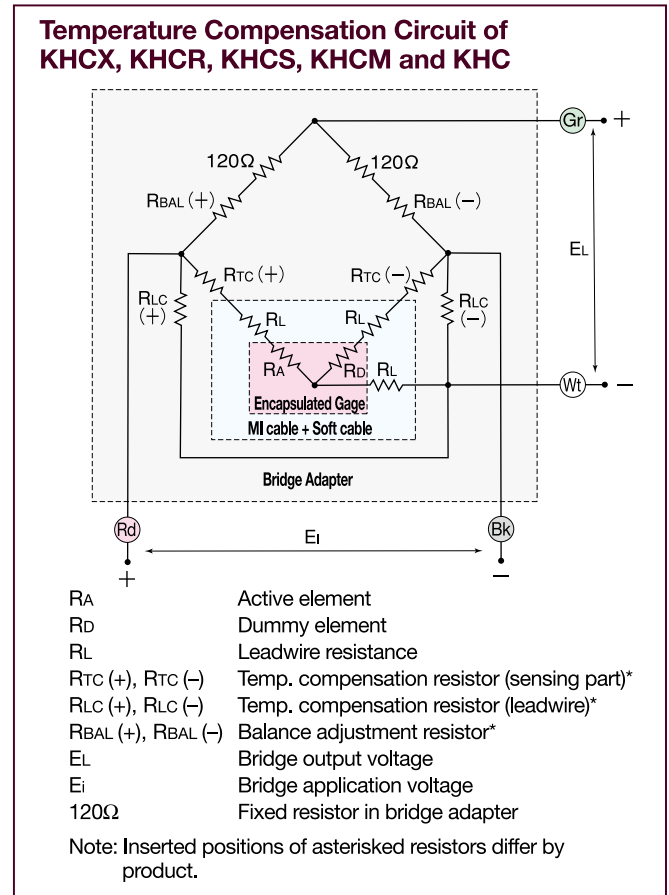 Temperature Compensation Circuit of
KHCX, KHCR, KHCS, KHCM and KHC
Gr
+
120Ω
120Ω
RBAL (+)
RBAL (−)
EL
RTC (+)
RTC (−)
RLC
(+)
RLC
(−)
RL
RL
RA
RD
RL
Encapsulated Gage
Wt
−
MI cable + Soft cable
Bridge Adapter
Rd
EI
Bk
+
−
RA Active element
RD Dummy element
RL Leadwire resistance
RTC (+), RTC (−) Temp. compensation resistor (sensing part)*
RLC (+), RLC (−) Temp. compensation resistor (leadwire)*
RBAL (+), RBAL (−) Balance adjustment resistor*
EL Bridge output voltage
Ei Bridge application voltage
120Ω Fixed resistor in bridge adapter
Note: Inserted positions of asterisked resistors differ by
product.